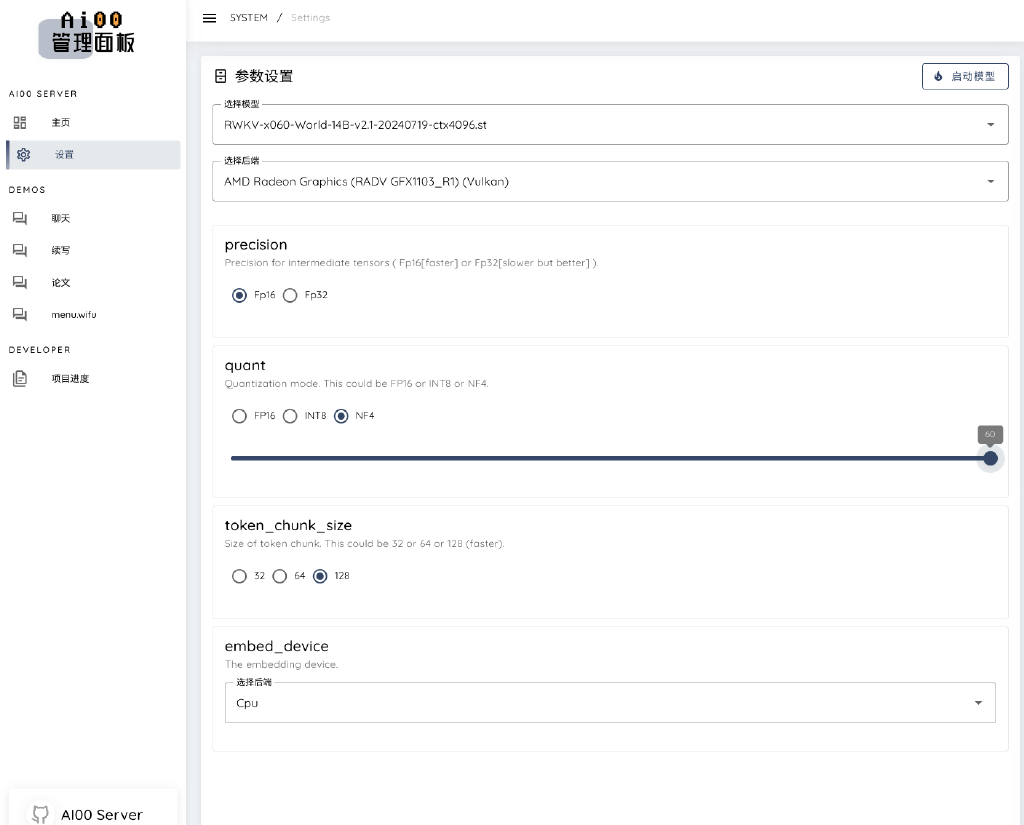 Ai00
管理面板
SYSTEM / Settings
AI00 SERVER
主页
设置
DEMOS
聊天
续写
论文
menu.wifu
DEVELOPER
项目进度
AI00 Server
参数设置
启动模型
选择模型
RWKV-x060-World-14B-v2.1-20240719-ctx4096.st
选择后端
AMD Radeon Graphics (RADV GFX1103_R1) (Vulkan)
precision
Precision for intermediate tensors ( Fp16[faster] or Fp32[slower but better] )
Fp16 Fp32
quant
Quantization mode. This could be FP16 or INT8 or NF4.
FP16 INT8 NF4
60
token_chunk_size
Size of token chunk. This could be 32 or 64 or 128 (faster).
32 64 128
embed_device
The embedding device.
选择后端
Cpu